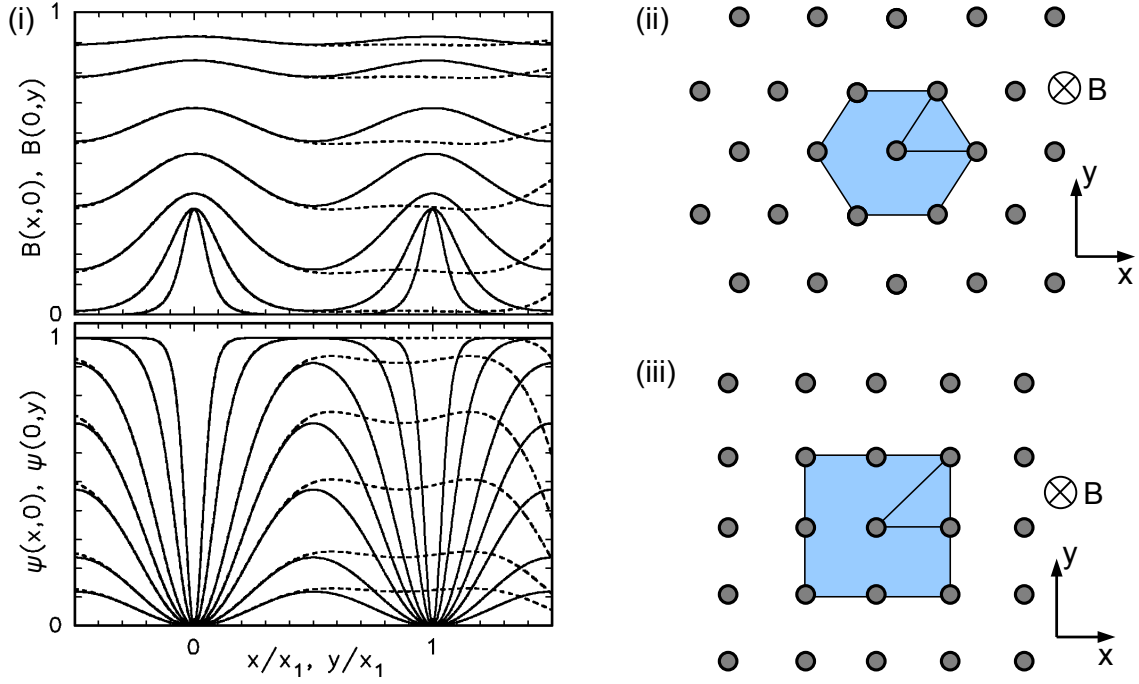 (i)
1
B(x,0), B(0,y)
0
1
ψ(x,0), ψ(0,y)
0
0
1
x/x₁, y/x₁
(ii)
B
y
x
(iii)
B
y
x